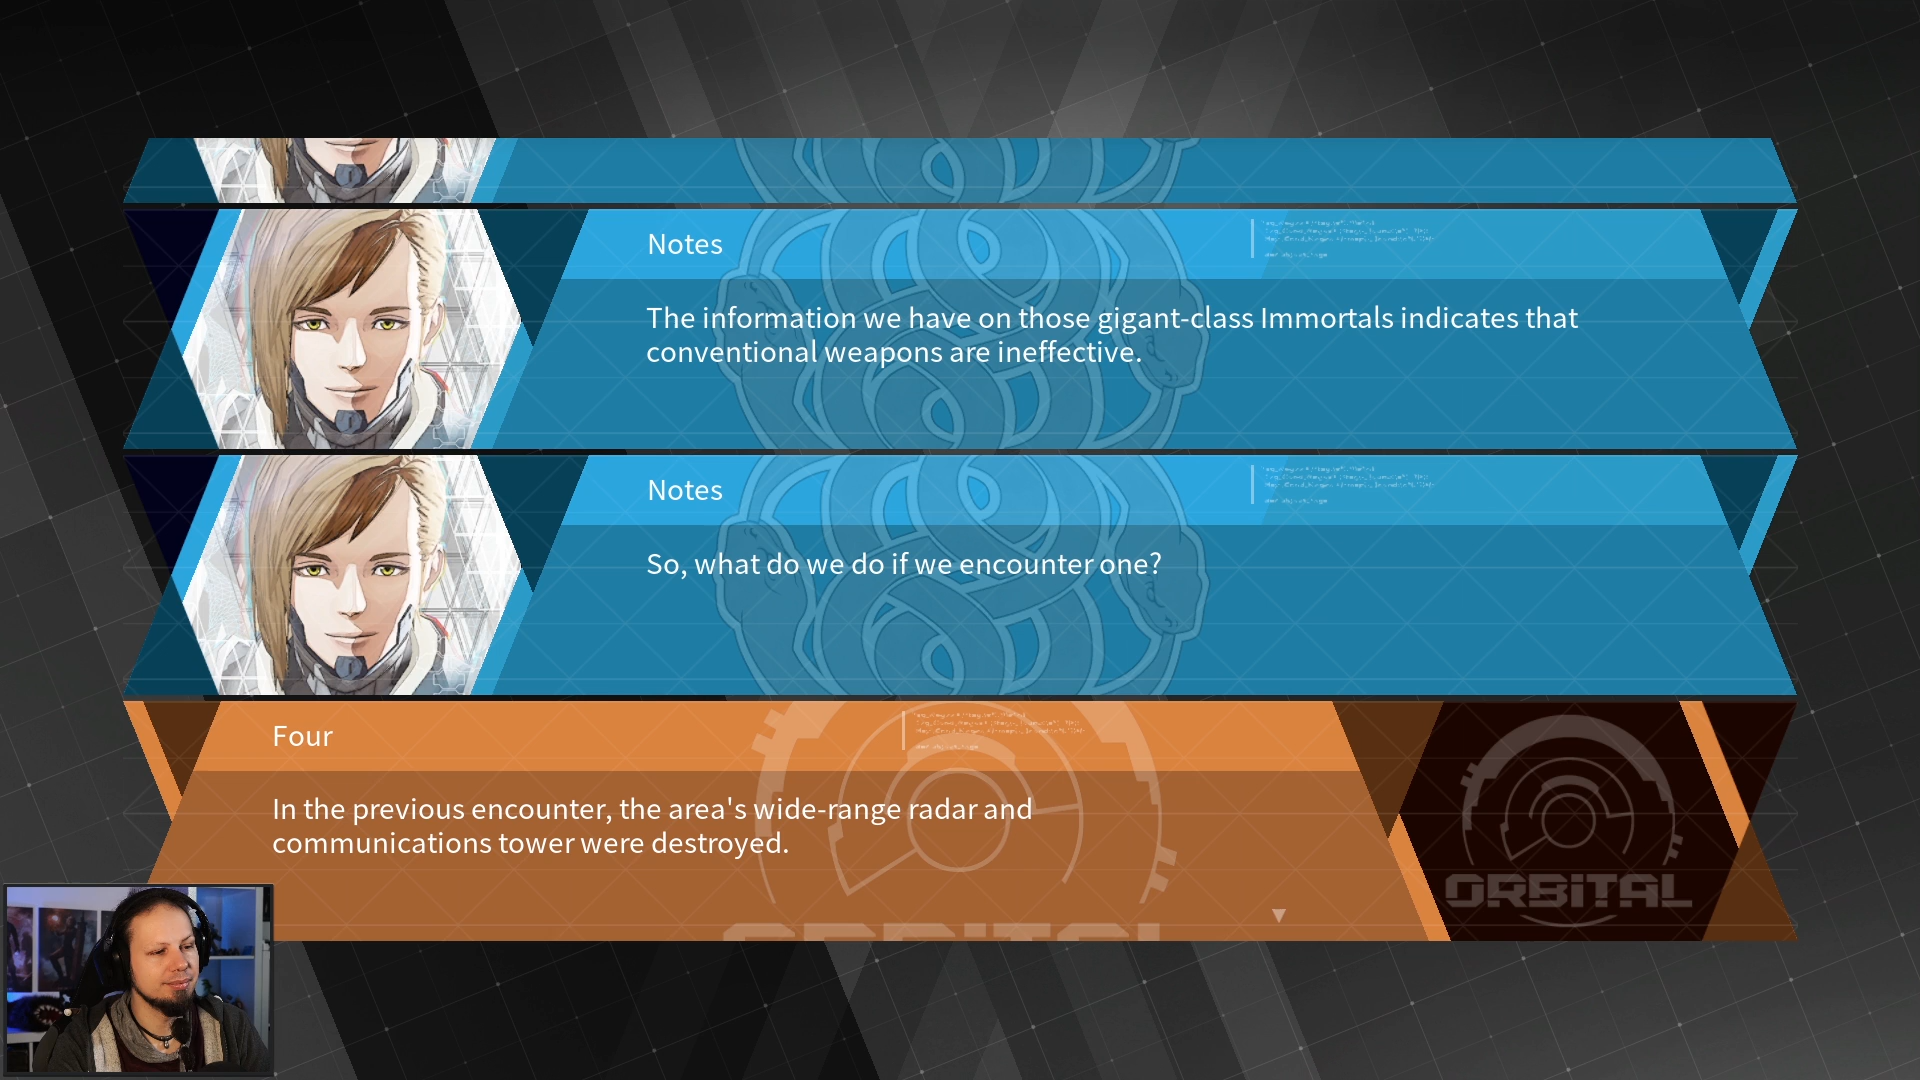 Notes
The information we have on those gigant-class Immortals indicates that
conventional weapons are ineffective.
Notes
So, what do we do if we encounter one?
Four
In the previous encounter, the area's wide-range radar and
communications tower were destroyed.
ORBITAL
ORBITAL